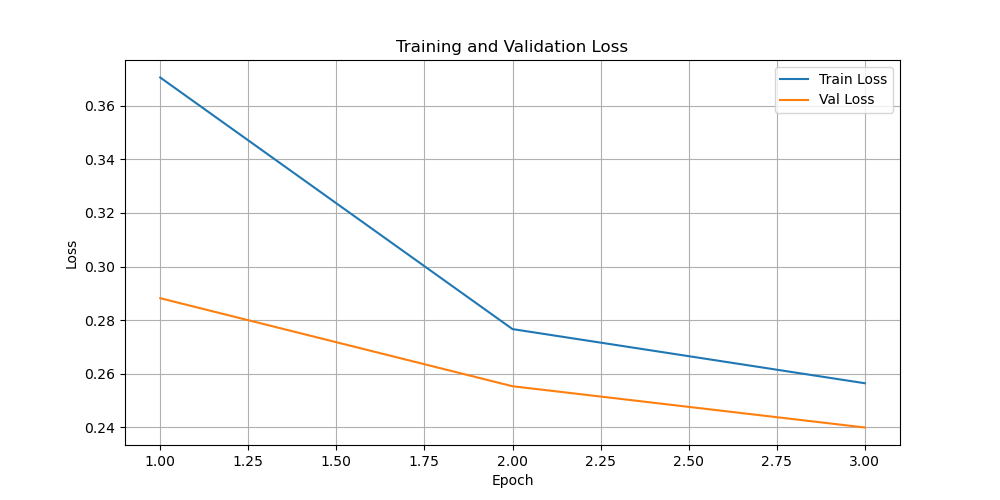 Training and Validation Loss
Train Loss
Val Loss
0.36
0.34
0.32
0.30
0.28
0.26
0.24
Loss
1.00 1.25 1.50 1.75 2.00 2.25 2.50 2.75 3.00
Epoch